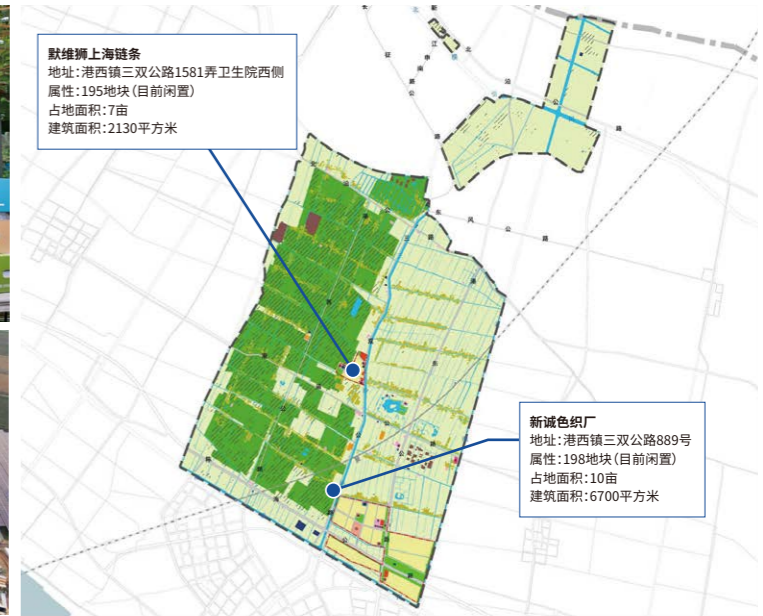 默维狮上海链条
地址:港西镇三双公路1581弄卫生院西侧
属性:195地块(目前闲置)
占地面积:7亩
建筑面积:2130平方米
新诚色织厂
地址:港西镇三双公路889号
属性:198地块(目前闲置)
占地面积:10亩
建筑面积:6700平方米
东风公路